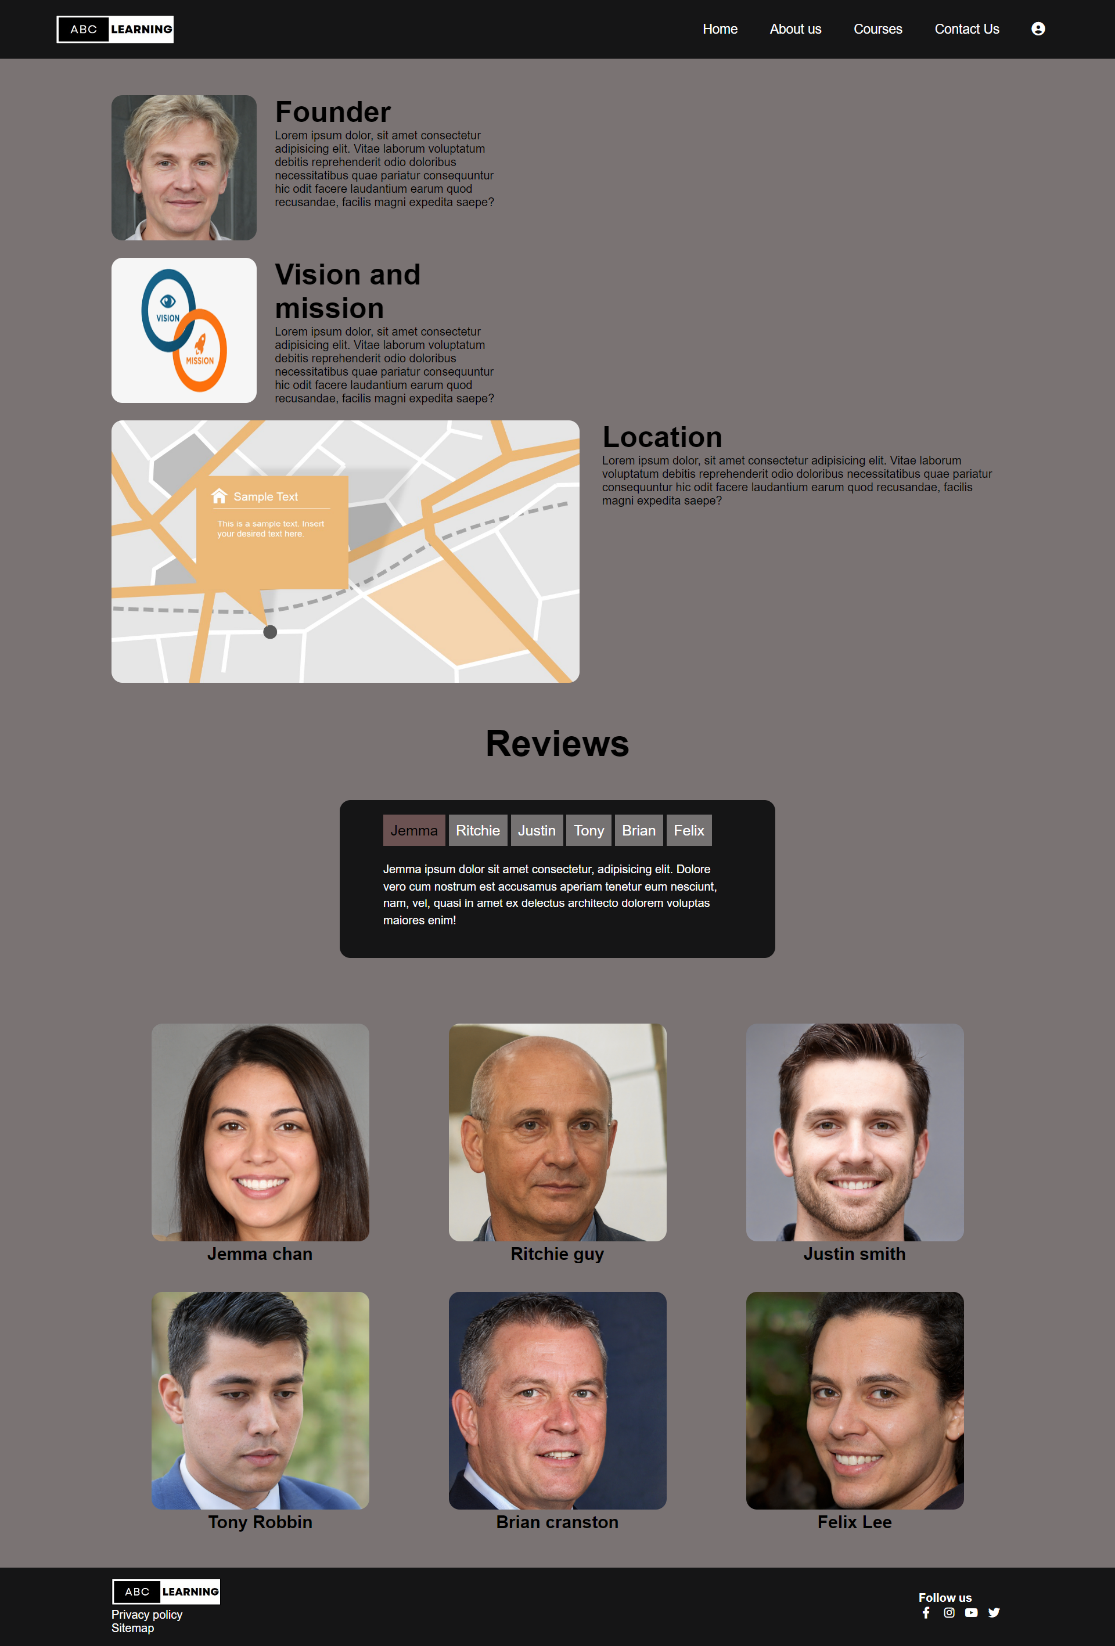 ABC LEARNING
Home
About us
Courses
Contact Us
Founder
Lorem ipsum dolor, sit amet consectetur
adipisicing elit. Vitae laborum voluptatum
debitis reprehenderit odio doloribus
necessitatibus quae pariatur consequuntur
hic odit facere laudantium earum quod
recusandae, facilis magni expedita saepe?
VISION
MISSION
Vision and
mission
Lorem ipsum dolor, sit amet consectetur
adipisicing elit. Vitae laborum voluptatum
debitis reprehenderit odio doloribus
necessitatibus quae pariatur consequuntur
hic odit facere laudantium earum quod
recusandae, facilis magni expedita saepe?
Sample Text
This is a sample text. Insert
your desired text here.
Location
Lorem ipsum dolor, sit amet consectetur adipisicing elit. Vitae laborum
voluptatum debitis reprehenderit odio doloribus necessitatibus quae pariatur
consequuntur hic odit facere laudantium earum quod recusandae, facilis
magni expedita saepe?
Reviews
Jemma
Ritchie
Justin
Tony
Brian
Felix
Jemma ipsum dolor sit amet consectetur, adipisicing elit. Dolore
vero cum nostrum est accusamus aperiam tenetur eum nesciunt,
nam, vel, quasi in amet ex delectus architecto dolorem voluptas
maiores enim!
Jemma chan
Ritchie guy
Justin smith
Tony Robbin
Brian cranston
Felix Lee
ABC LEARNING
Privacy policy
Sitemap
Follow us